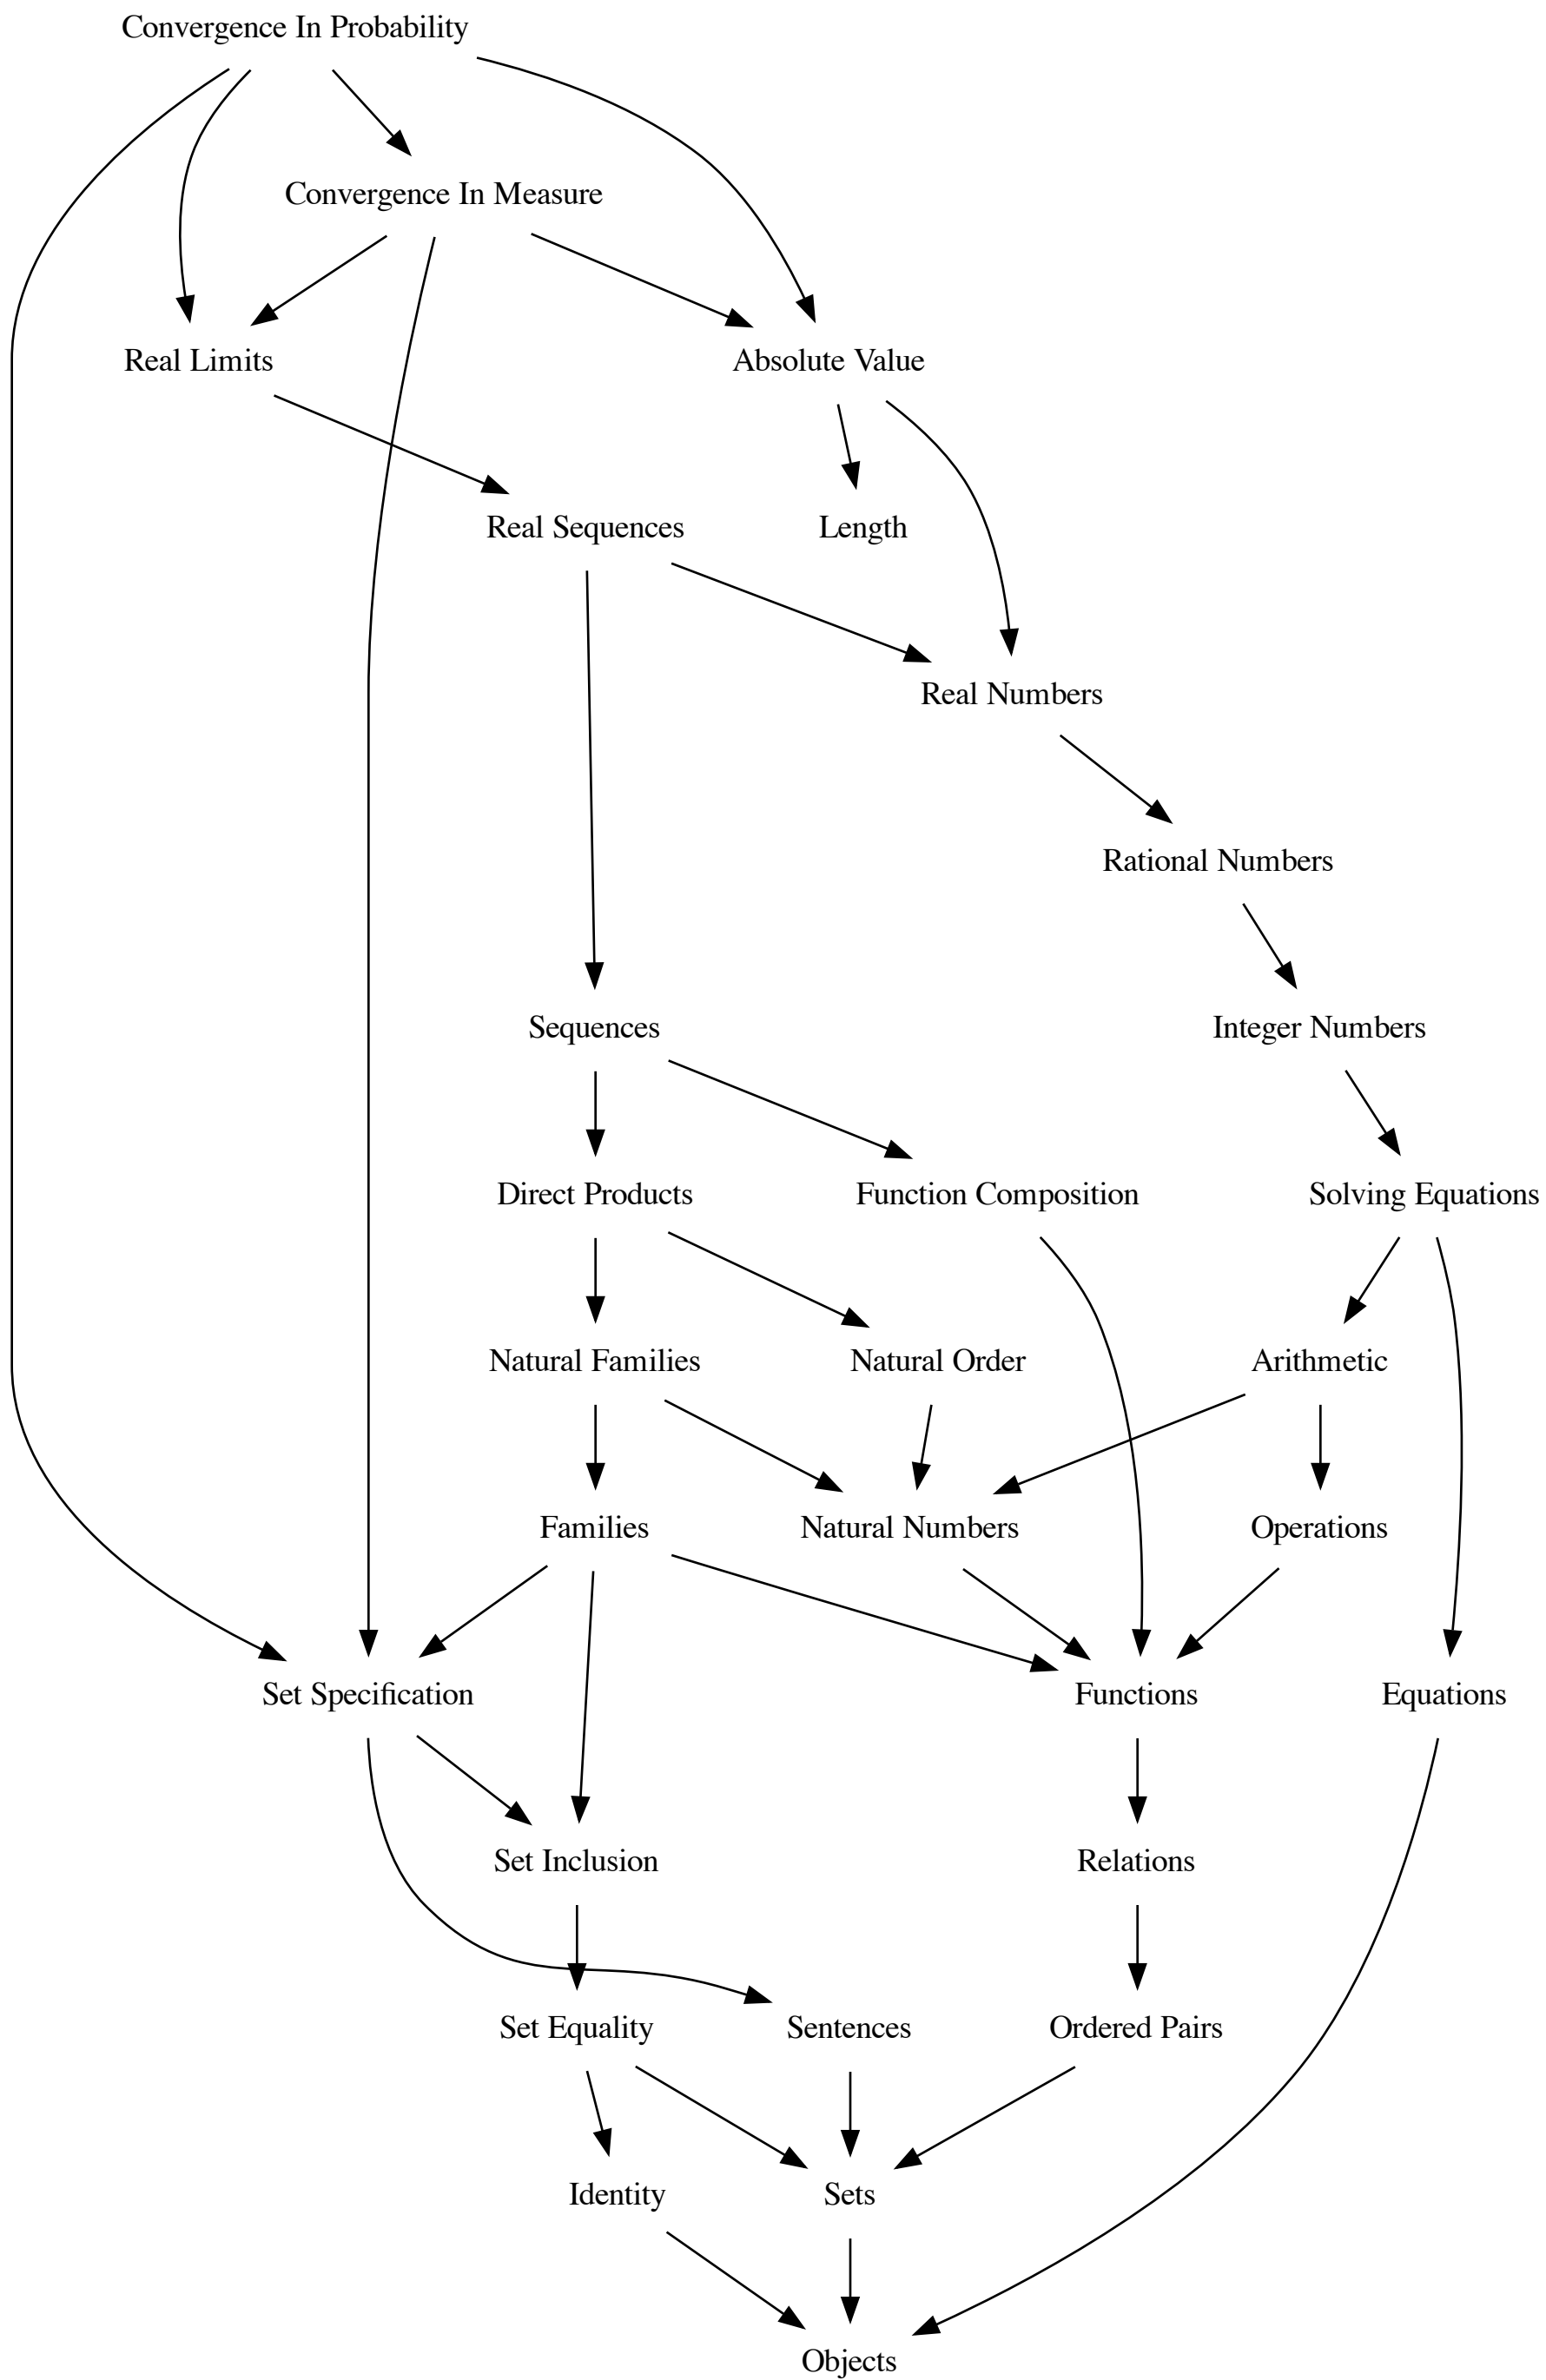 Convergence In Probability
Convergence In Measure
Real Limits
Absolute Value
Real Sequences
Length
Real Numbers
Rational Numbers
Sequences
Integer Numbers
Direct Products
Function Composition
Solving Equations
Natural Families
Natural Order
Arithmetic
Families
Natural Numbers
Operations
Set Specification
Functions
Equations
Set Inclusion
Relations
Set Equality
Sentences
Ordered Pairs
Identity
Sets
Objects